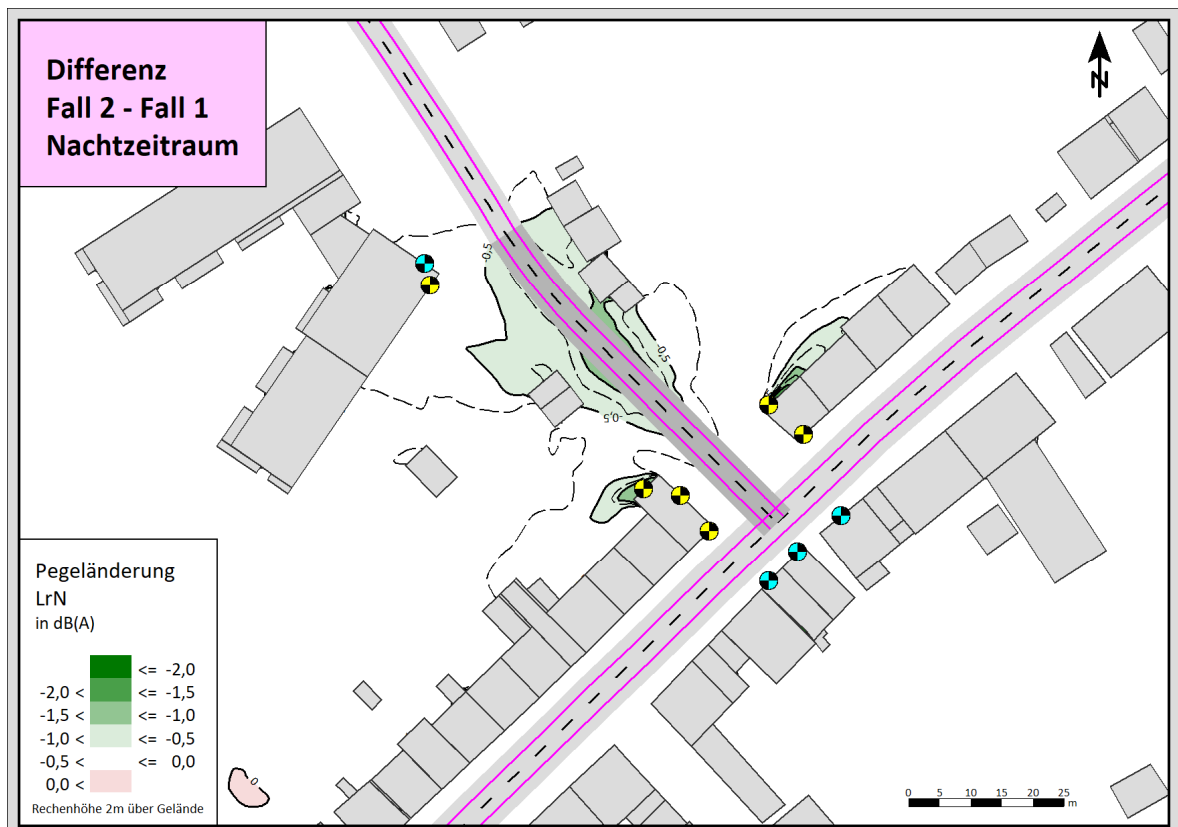 Differenz
Fall 2 - Fall 1
Nachtzeitraum
N
-0,5
-0,5
-0,5
Pegeländerung
LrN
in dB(A)
<= -2,0
-2,0 < <= -1,5
-1,5 < <= -1,0
-1,0 < <= -0,5
-0,5 < <= 0,0
0,0 <
Rechenhöhe 2m über Gelände
0
0 5 10 15 20 25
m